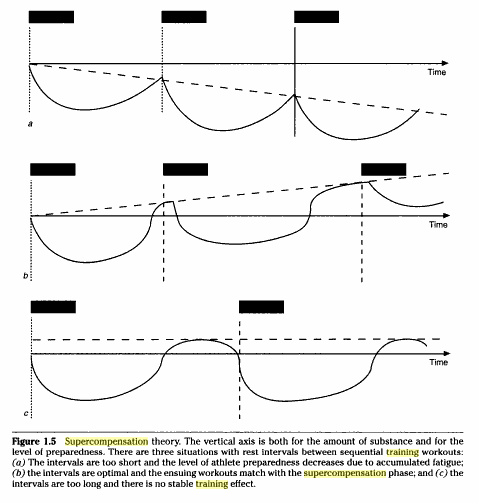 Time
a
Time
b
Time
c
Figure 1.5 Supercompensation theory. The vertical axis is both for the amount of substance and for the
level of preparedness. There are three situations with rest intervals between sequential training workouts:
(a) The intervals are too short and the level of athlete preparedness decreases due to accumulated fatigue;
(b) the intervals are optimal and the ensuing workouts match with the supercompensation phase; and (c) the
intervals are too long and there is no stable training effect.